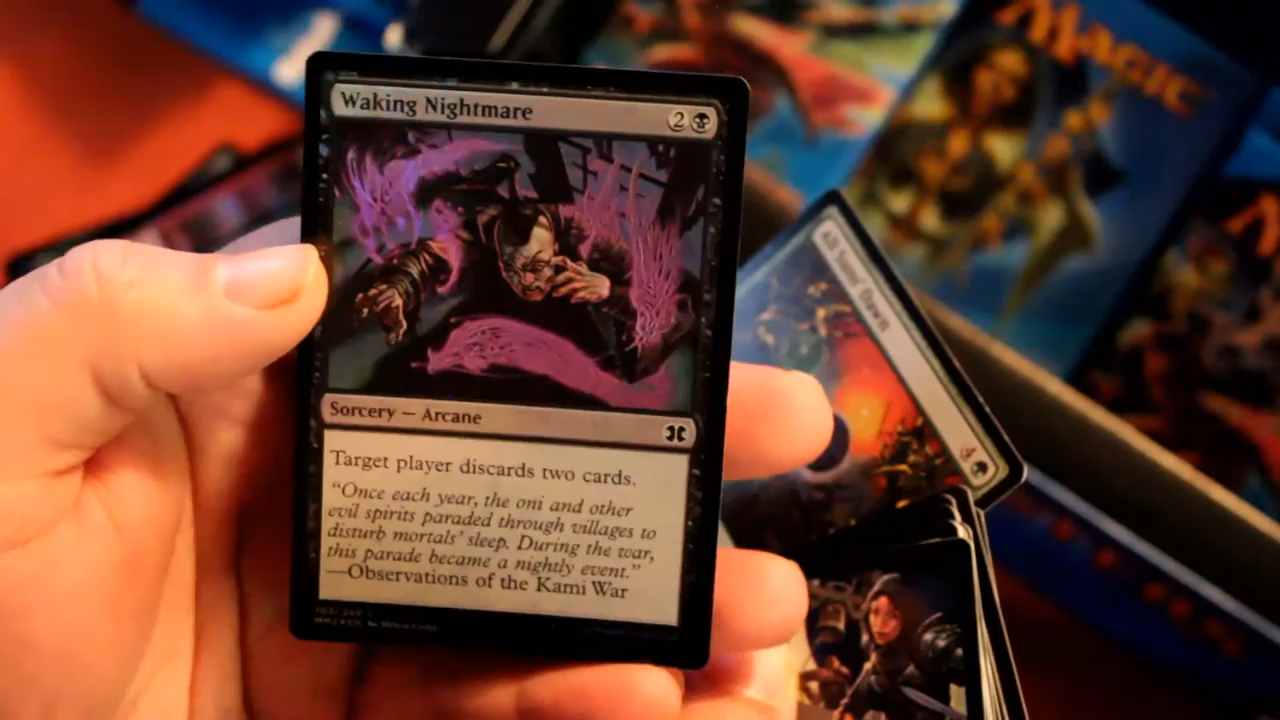 MAGIC
Waking Nightmare
2
Sorcery — Arcane
Target player discards two cards.
"Once each year, the oni and other
evil spirits paraded through villages to
disturb mortals' sleep. During the war,
this parade became a nightly event."
—Observations of the Kami War
All Suns' Dawn
4